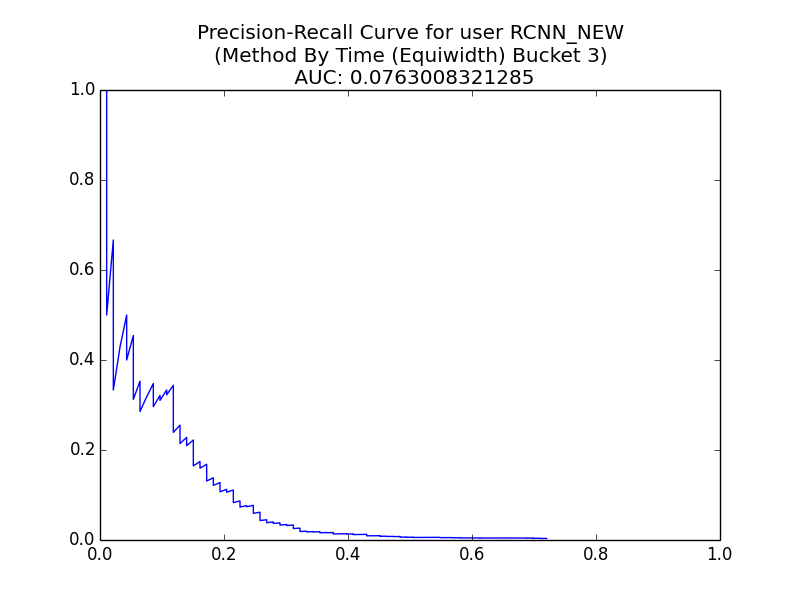 Precision-Recall Curve for user RCNN_NEW
(Method By Time (Equiwidth) Bucket 3)
AUC: 0.0763008321285
1.0
0.8
0.6
0.4
0.2
0.0
0.0 0.2 0.4 0.6 0.8 1.0